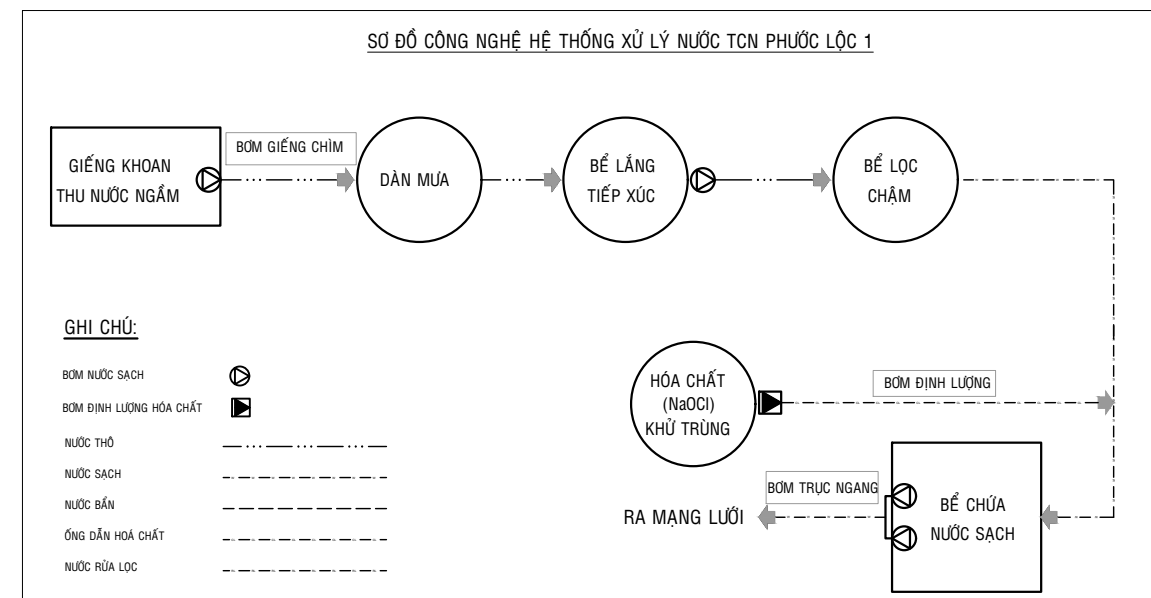 SƠ ĐỒ CÔNG NGHỆ HỆ THỐNG XỬ LÝ NƯỚC TCN PHƯỚC LỘC 1
GIẾNG KHOAN
THU NƯỚC NGẦM
BƠM GIẾNG CHÌM
DÀN MƯA
BỂ LẮNG
TIẾP XÚC
BỂ LỌC
CHẬM
GHI CHÚ:
BƠM NƯỚC SẠCH
BƠM ĐỊNH LƯỢNG HÓA CHẤT
NƯỚC THÔ
NƯỚC SẠCH
NƯỚC BẨN
ỐNG DẪN HOÁ CHẤT
NƯỚC RỪA LỌC
HÓA CHẤT
(NaOCl)
KHỬ TRÙNG
BƠM ĐỊNH LƯỢNG
BƠM TRỤC NGANG
RA MẠNG LƯỚI
BỂ CHỨA
NƯỚC SẠCH